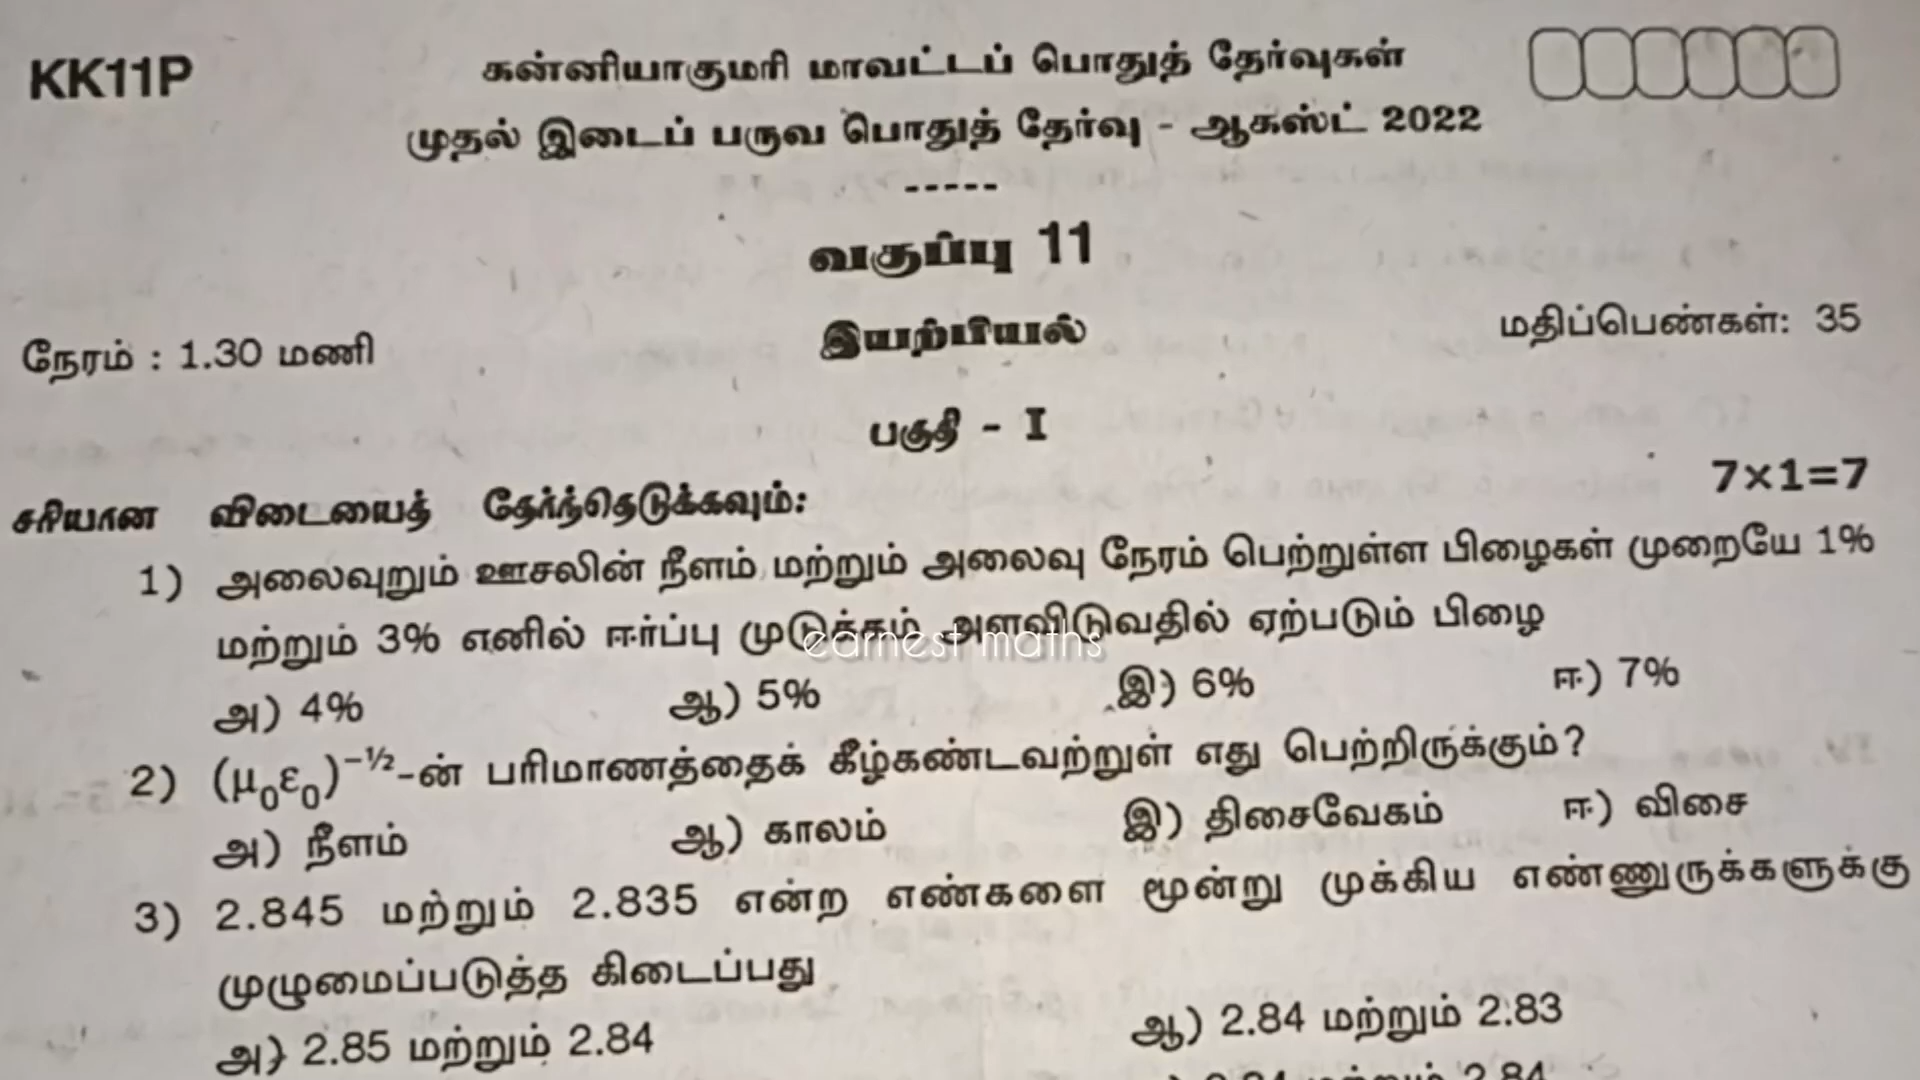 KK11P
கன்னியாகுமரி மாவட்டப் பொதுத் தேர்வுகள்
முதல் இடைப் பருவ பொதுத் தேர்வு - ஆகஸ்ட் 2022
-----
வகுப்பு 11
நேரம் : 1.30 மணி
இயற்பியல்
மதிப்பெண்கள்: 35
பகுதி - I
சரியான விடையைத் தேர்ந்தெடுக்கவும்:
7×1=7
1) அலைவுறும் ஊசலின் நீளம் மற்றும் அலைவு நேரம் பெற்றுள்ள பிழைகள் முறையே 1%
மற்றும் 3% எனில் ஈர்ப்பு முடுக்கம் அளவிடுவதில் ஏற்படும் பிழை
earnest maths
அ) 4% ஆ) 5% இ) 6% ஈ) 7%
2) (μ₀ε₀)⁻¹ᐟ²-ன் பரிமாணத்தைக் கீழ்கண்டவற்றுள் எது பெற்றிருக்கும்?
அ) நீளம் ஆ) காலம் இ) திசைவேகம் ஈ) விசை
3) 2.845 மற்றும் 2.835 என்ற எண்களை மூன்று முக்கிய எண்ணுருக்களுக்கு
முழுமைப்படுத்த கிடைப்பது
அ) 2.85 மற்றும் 2.84 ஆ) 2.84 மற்றும் 2.83